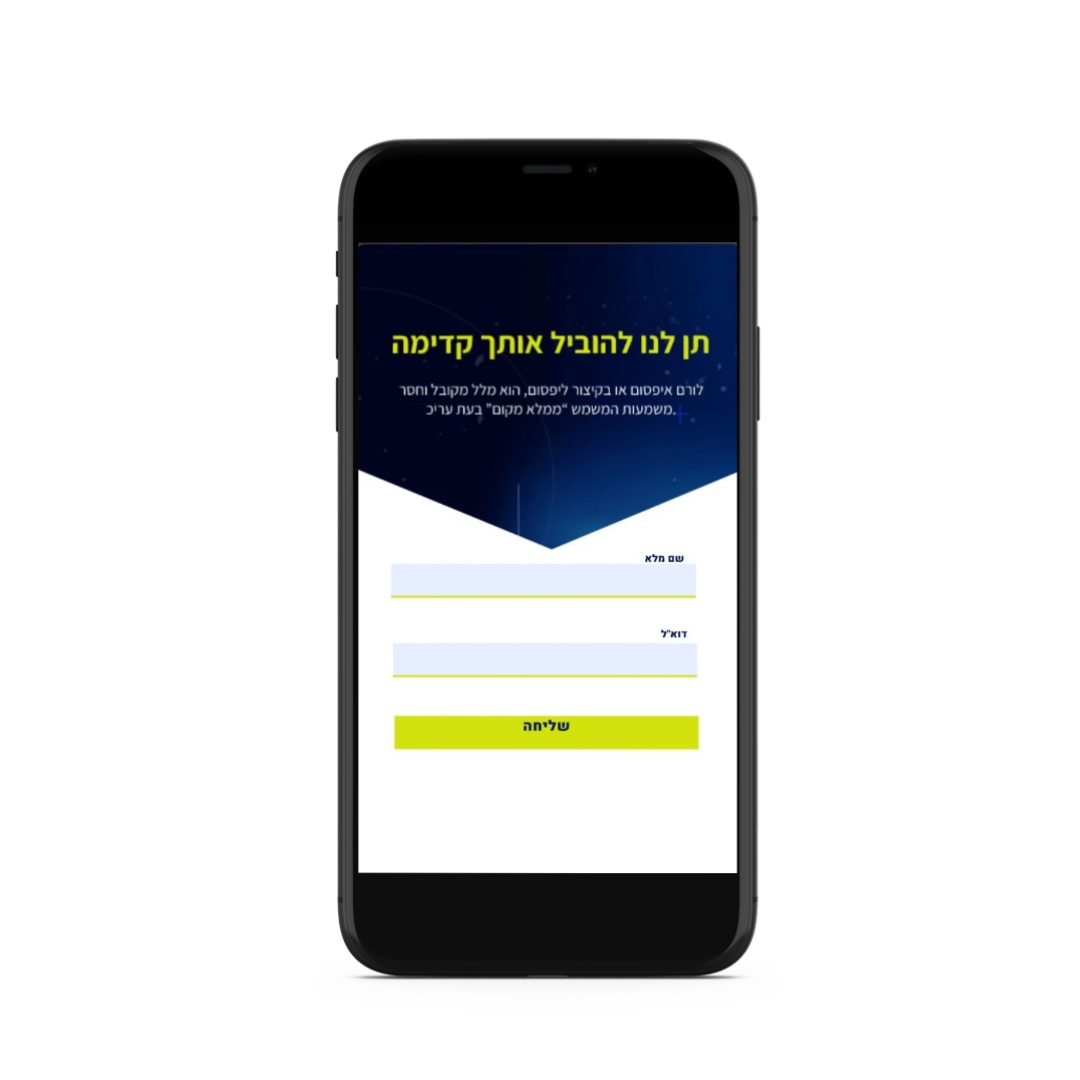 תן לנו להוביל אותך קדימה
לורם איפסום או בקיצור ליפסום, הוא מלל מקובל וחסר
.משמעות המשמש “ממלא מקום” בעת עריכ
שם מלא
דוא"ל
שליחה